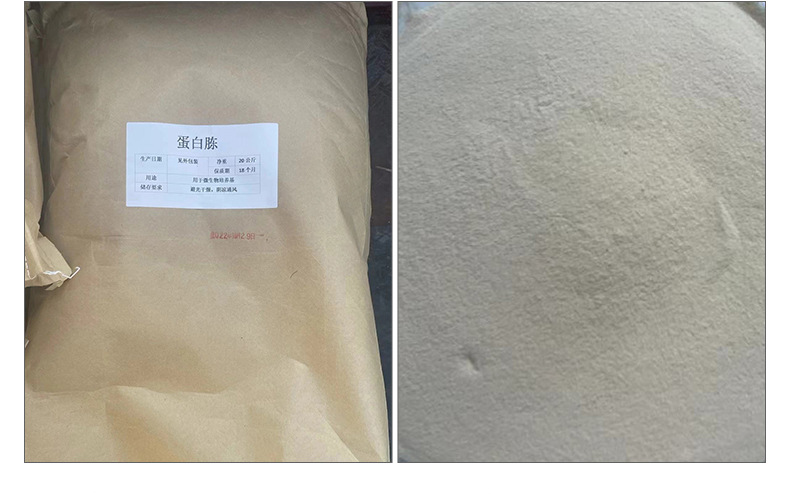 蛋白胨
生产日期 见外包装 净重 20公斤
保质期 18个月
用途 用于微生物培养基
储存要求 避光干燥，阴凉通风